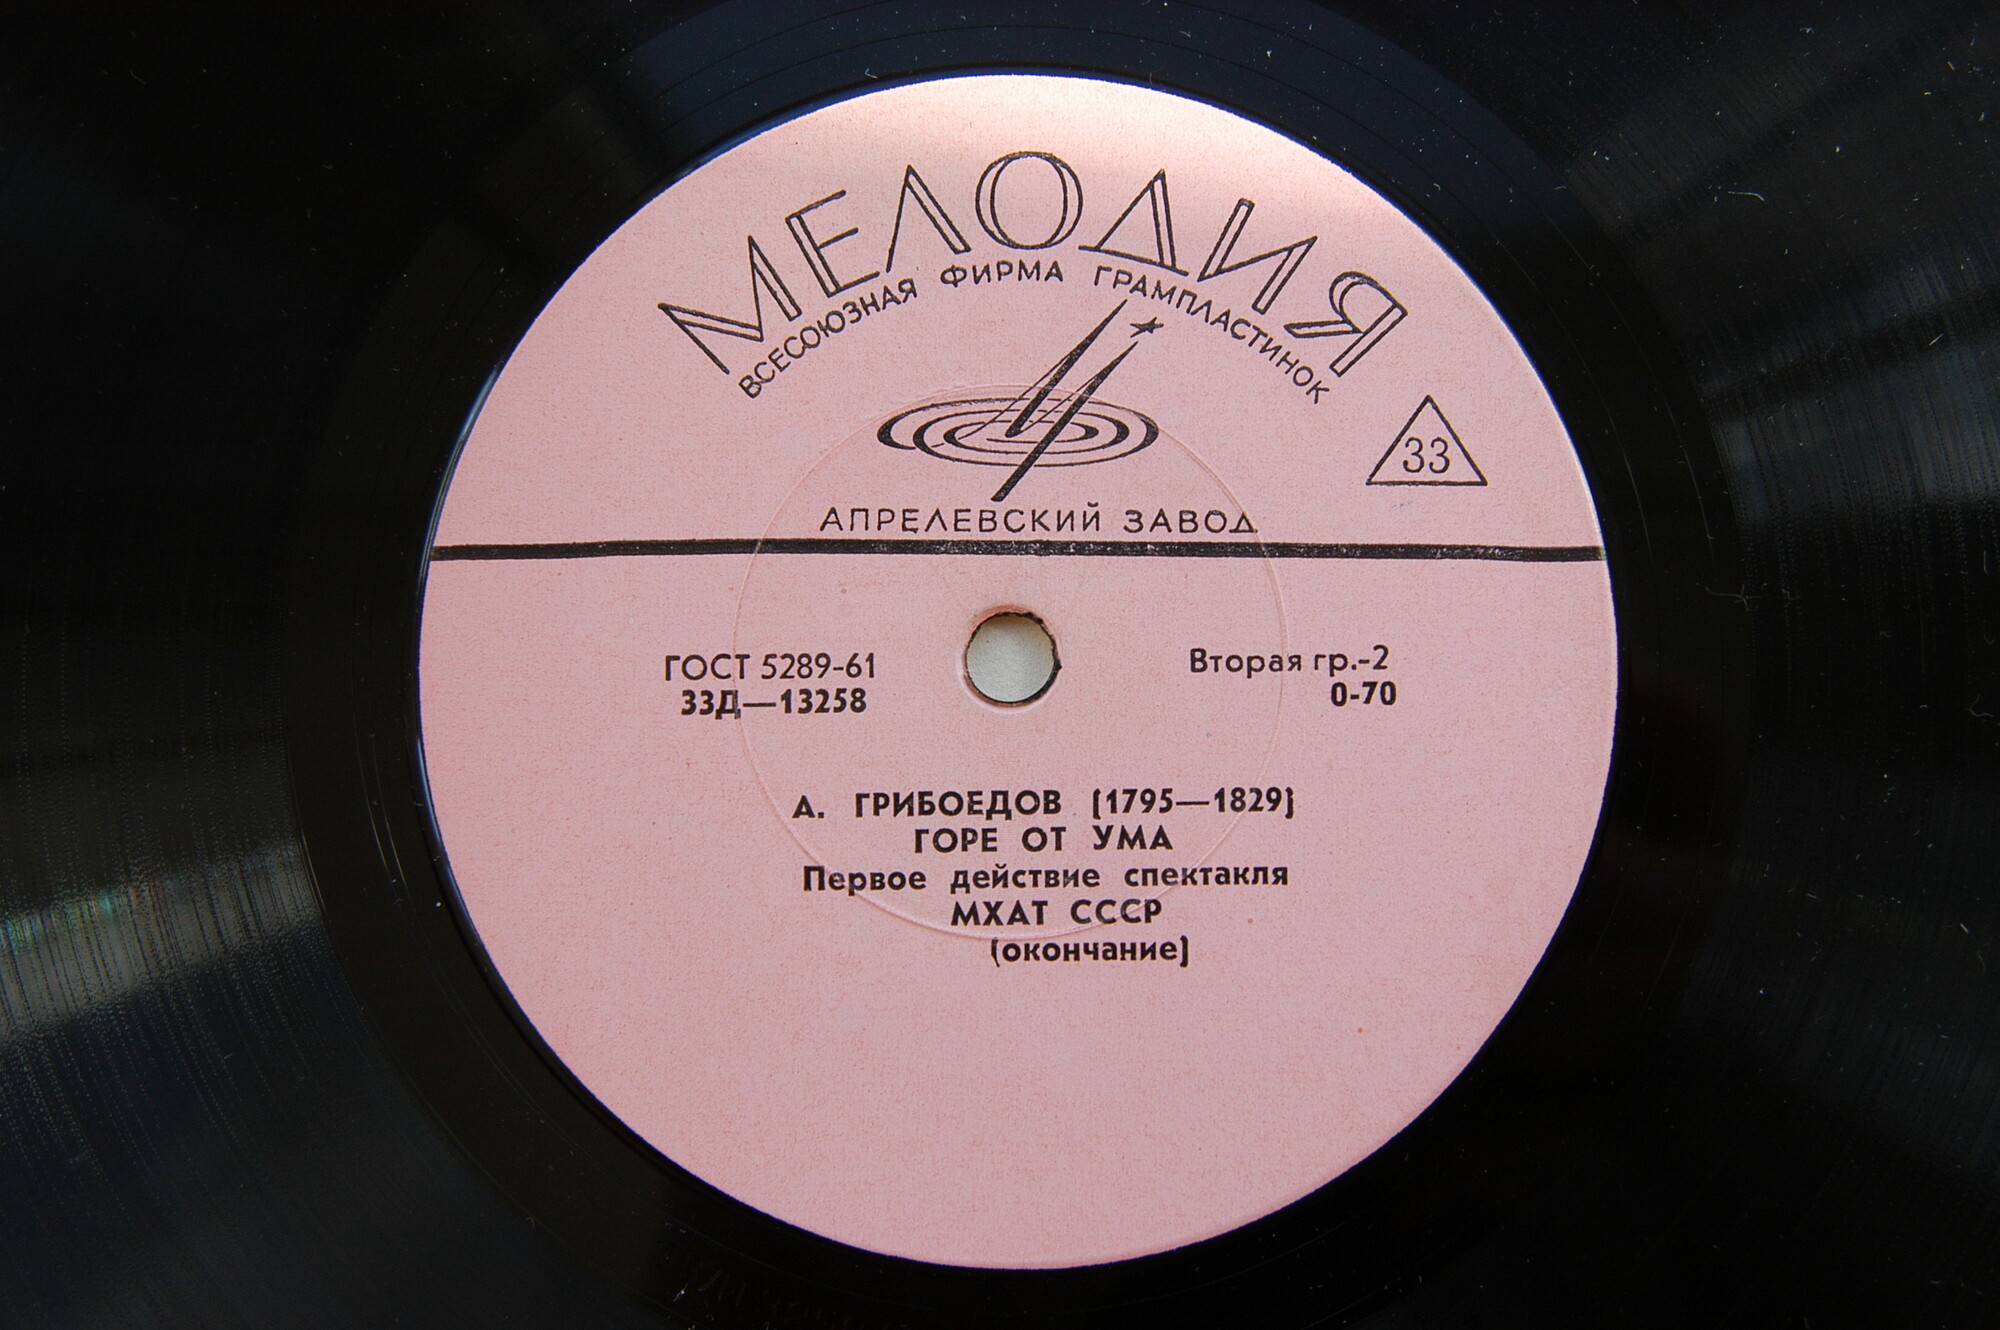 МЕЛОДИЯ
ВСЕСОЮЗНАЯ ФИРМА ГРАМПЛАСТИНОК
33
АПРЕЛЕВСКИЙ ЗАВОД
ГОСТ 5289-61
33Д—13258
Вторая гр.-2
0-70
А. ГРИБОЕДОВ (1795—1829)
ГОРЕ ОТ УМА
Первое действие спектакля
МХАТ СССР
(окончание)